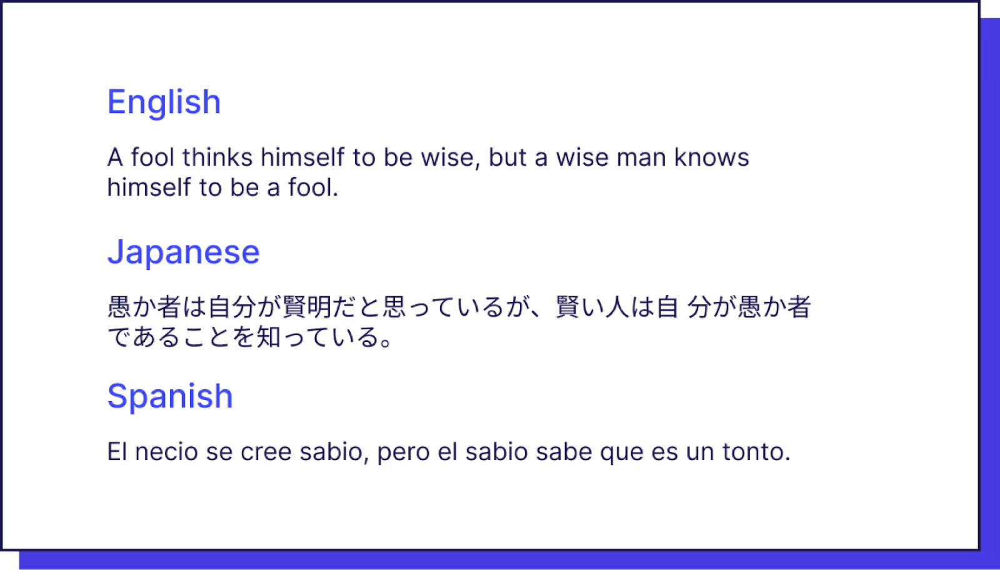 English
A fool thinks himself to be wise, but a wise man knows
himself to be a fool.
Japanese
愚か者は自分が賢明だと思っているが、賢い人は自 分が愚か者
であることを知っている。
Spanish
El necio se cree sabio, pero el sabio sabe que es un tonto.